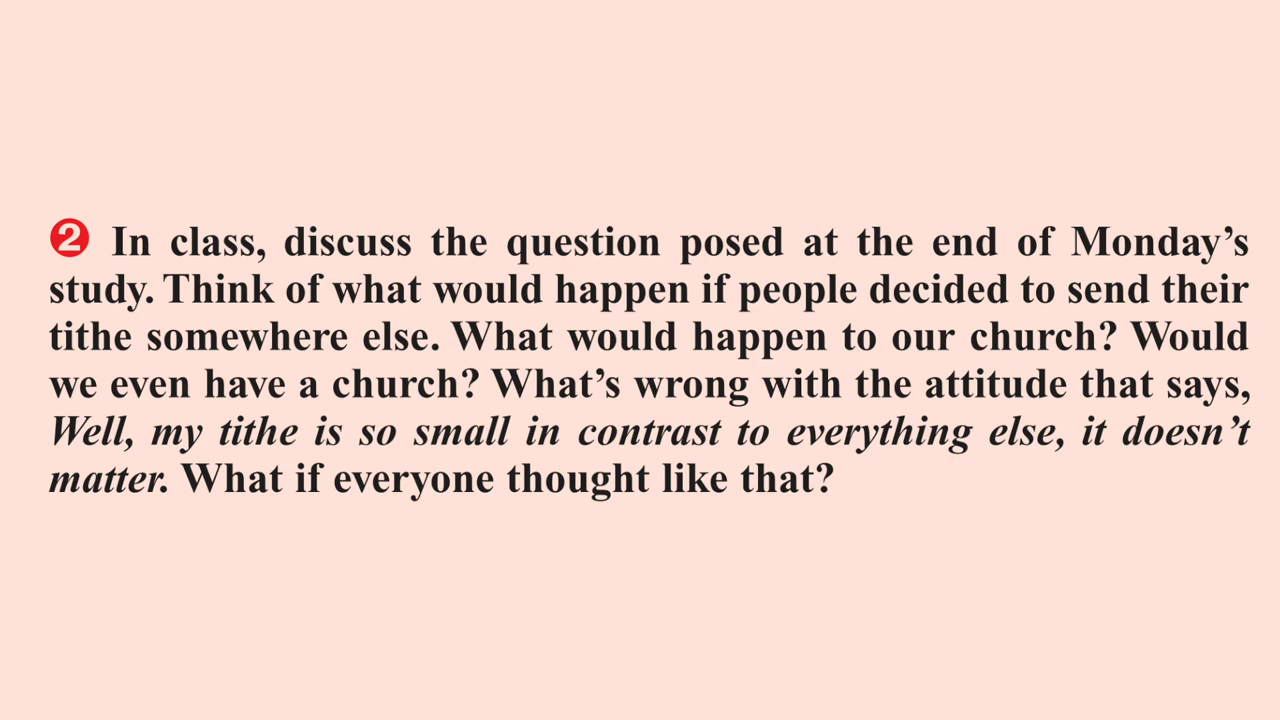 ❷ In class, discuss the question posed at the end of Monday’s
study. Think of what would happen if people decided to send their
tithe somewhere else. What would happen to our church? Would
we even have a church? What’s wrong with the attitude that says,
Well, my tithe is so small in contrast to everything else, it doesn’t
matter. What if everyone thought like that?